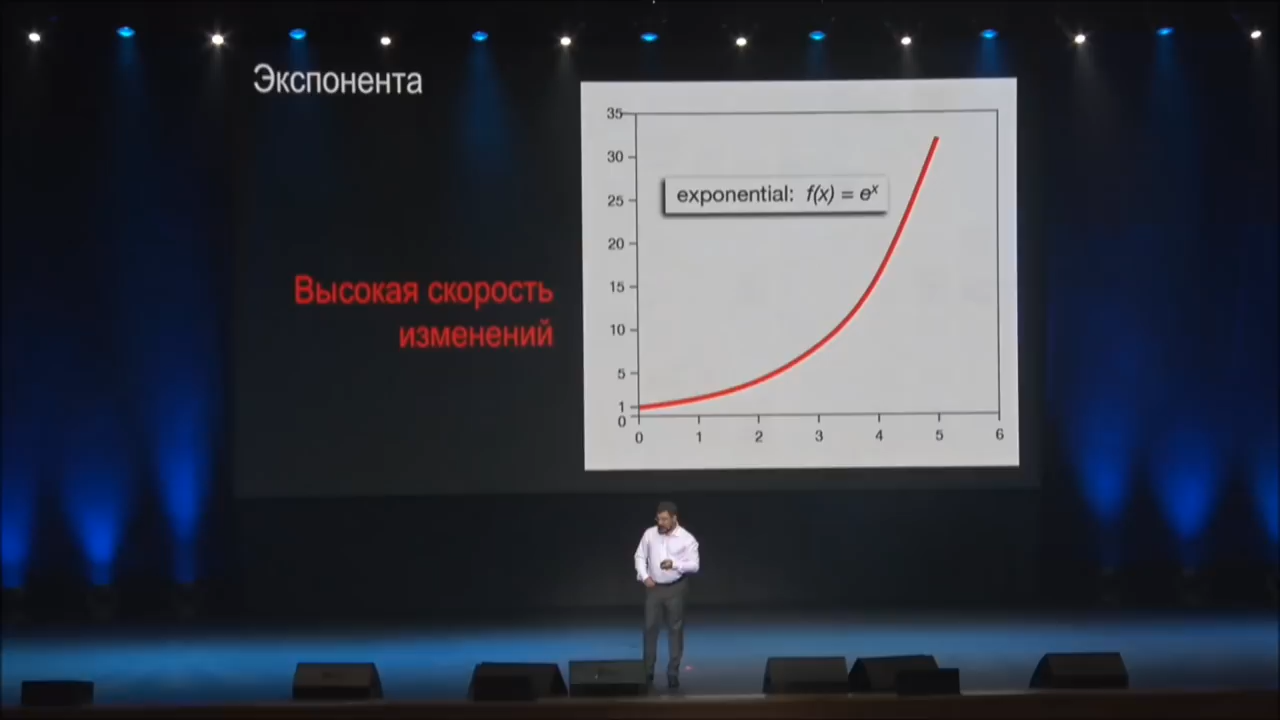 Экспонента
Высокая скорость
изменений
exponential: f(x) = eˣ
35
30
25
20
15
10
5
1
0
0 1 2 3 4 5 6